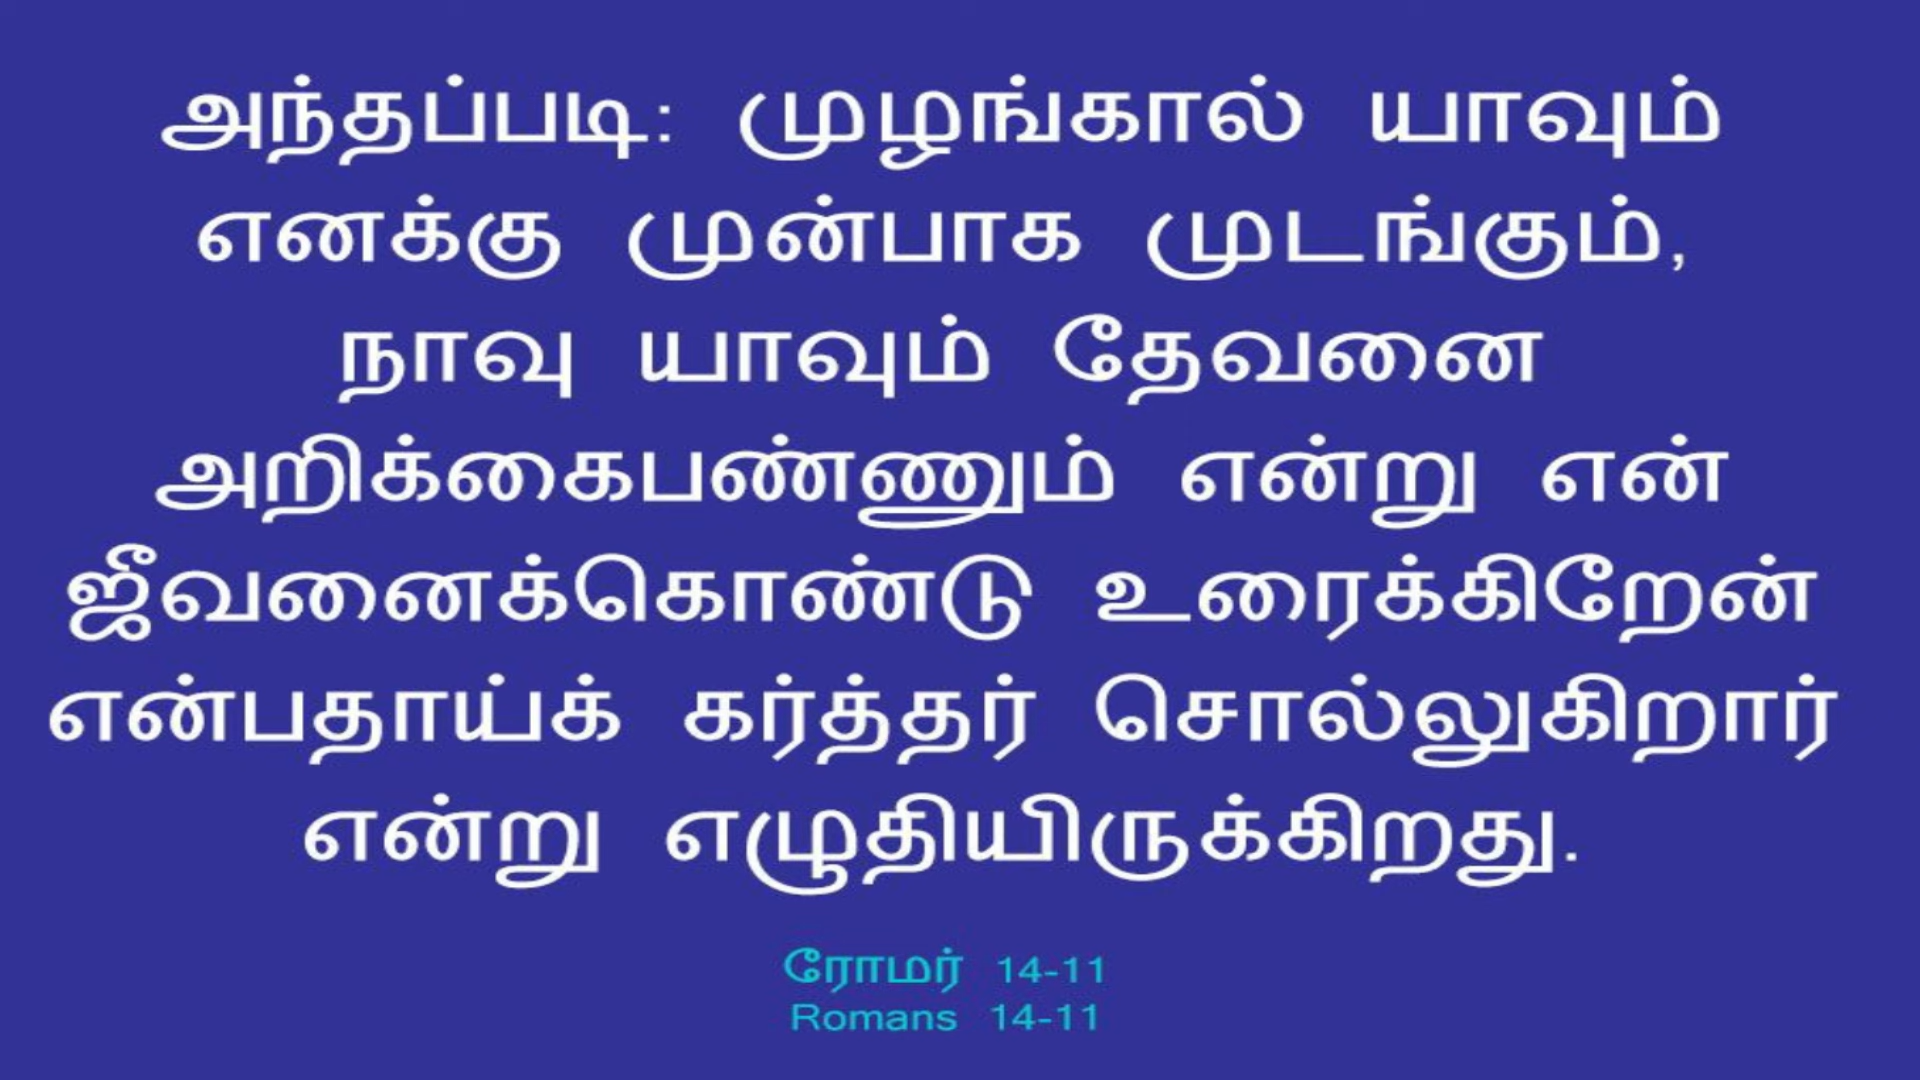 அந்தப்படி: முழங்கால் யாவும்
எனக்கு முன்பாக முடங்கும்,
நாவு யாவும் தேவனை
அறிக்கைபண்ணும் என்று என்
ஜீவனைக்கொண்டு உரைக்கிறேன்
என்பதாய்க் கர்த்தர் சொல்லுகிறார்
என்று எழுதியிருக்கிறது.
ரோமர் 14-11
Romans 14-11